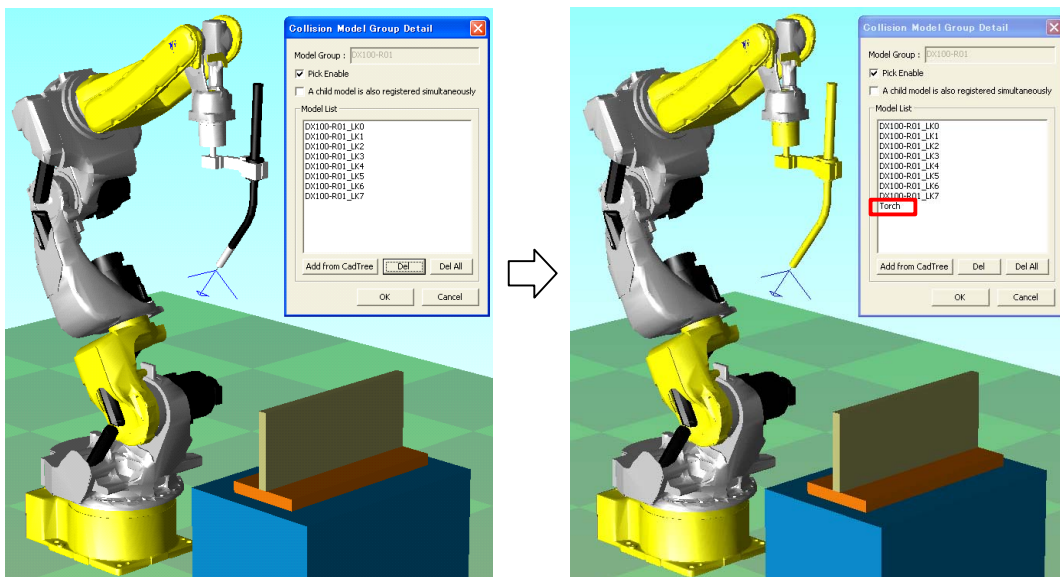 Collision Model Group Detail
Model Group : DX100-R01
Pick Enable
A child model is also registered simultaneously
Model List
DX100-R01_LK0
DX100-R01_LK1
DX100-R01_LK2
DX100-R01_LK3
DX100-R01_LK4
DX100-R01_LK5
DX100-R01_LK6
DX100-R01_LK7
Add from CadTree Del Del All
OK Cancel
Collision Model Group Detail
Model Group : DX100-R01
Pick Enable
A child model is also registered simultaneously
Model List
DX100-R01_LK0
DX100-R01_LK1
DX100-R01_LK2
DX100-R01_LK3
DX100-R01_LK4
DX100-R01_LK5
DX100-R01_LK6
DX100-R01_LK7
Torch
Add from CadTree Del Del All
OK Cancel